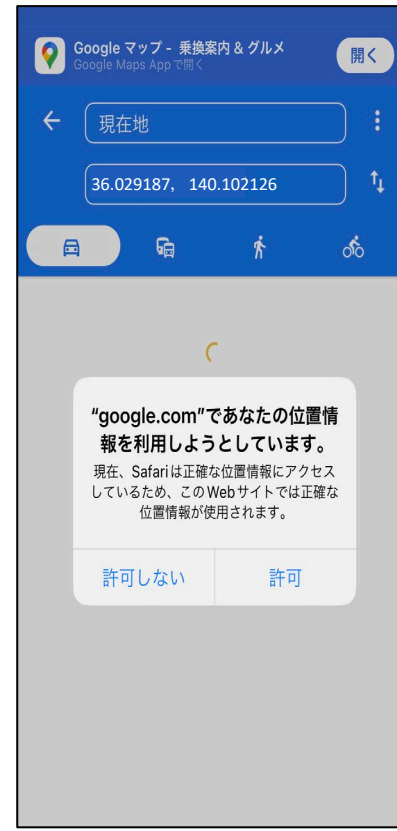 Google マップ - 乗換案内 & グルメ
Google Maps App で開く
開く
現在地
36.029187, 140.102126
“google.com”であなたの位置情
報を利用しようとしています。
現在、Safariは正確な位置情報にアクセス
しているため、このWebサイトでは正確な
位置情報が使用されます。
許可しない
許可